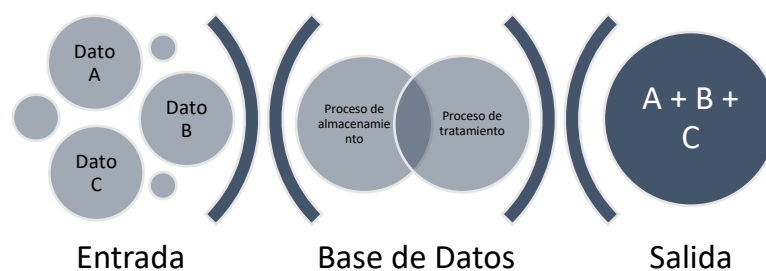 Dato
A
Dato
B
Dato
C
Proceso de
almacenamie
nto
Proceso de
tratamiento
A + B +
C
Entrada
Base de Datos
Salida